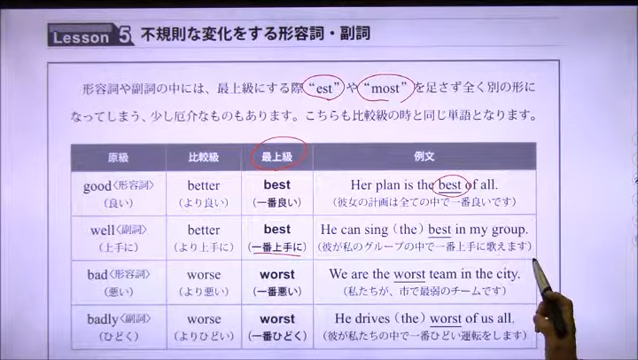 Lesson 5 不規則な変化をする形容詞・副詞
形容詞や副詞の中には、最上級にする際 “est” や “most” を足さず全く別の形に
なってしまう、少し厄介なものもあります。こちらも比較級の時と同じ単語となります。
原級 比較級 最上級 例文
good〈形容詞〉 better best Her plan is the best of all.
（良い） （より良い） （一番良い） （彼女の計画は全ての中で一番良いです）
well〈副詞〉 better best He can sing (the) best in my group.
（上手に） （より上手に） （一番上手に） （彼が私のグループの中で一番上手に歌えます）
bad〈形容詞〉 worse worst We are the worst team in the city.
（悪い） （より悪い） （一番悪い） （私たちが、市で最弱のチームです）
badly〈副詞〉 worse worst He drives (the) worst of us all.
（ひどく） （よりひどい） （一番ひどく） （彼が私たちの中で一番ひどい運転をします）